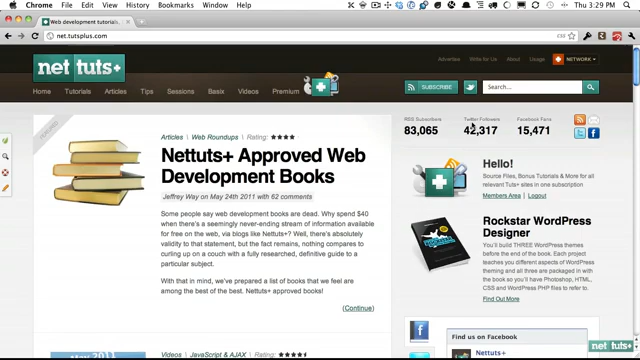 Chrome File Edit View History Bookmarks Window Help
Thu 3:29 PM
Web development tutorials,
net.tutsplus.com
Advertise Write for Us About Usage NETWORK
net tuts+
Home Tutorials Articles Tips Sessions Basix Videos Premium
SUBSCRIBE
Search...
FEATURED
Articles \ Web Roundups \ Rating:
Nettuts+ Approved Web
Development Books
Jeffrey Way on May 24th 2011 with 62 comments
Some people say web development books are dead. Why spend $40
when there's a seemingly never-ending stream of information available
for free on the web, via blogs like Nettuts+? Well, there's absolutely
validity to that statement, but the fact remains, nothing compares to
curling up on a couch with a fully researched, definitive guide to a
particular subject.
With that in mind, we've prepared a list of books that we feel are
among the best of the best. Nettuts+ approved books!
(Continue)
Videos \ JavaScript & AJAX \ Rating:
May 2011
RSS Subscribers Twitter Followers Facebook Fans
83,065 42,317 15,471
Hello!
Source Files, Bonus Tutorials & More for all
relevant Tuts+ sites in one subscription
Members Area | Logout
Rockstar WordPress
Designer
You'll build THREE WordPress themes
before the end of the book. Each project
teaches you different aspects of WordPress
theming and all three are packed in with
the book so you'll have Photoshop, HTML,
CSS and WordPress PHP files to refer to.
Find Out More
Find us on Facebook
Nettuts+
net tuts+